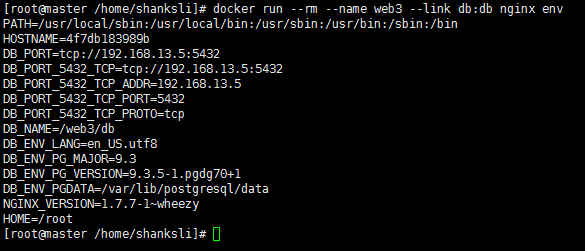 [root@master /home/shanksli]# docker run --rm --name web3 --link db:db nginx env
PATH=/usr/local/sbin:/usr/local/bin:/usr/sbin:/usr/bin:/sbin:/bin
HOSTNAME=4f7db183989b
DB_PORT=tcp://192.168.13.5:5432
DB_PORT_5432_TCP=tcp://192.168.13.5:5432
DB_PORT_5432_TCP_ADDR=192.168.13.5
DB_PORT_5432_TCP_PORT=5432
DB_PORT_5432_TCP_PROTO=tcp
DB_NAME=/web3/db
DB_ENV_LANG=en_US.utf8
DB_ENV_PG_MAJOR=9.3
DB_ENV_PG_VERSION=9.3.5-1.pgdg70+1
DB_ENV_PGDATA=/var/lib/postgresql/data
NGINX_VERSION=1.7.7-1~wheezy
HOME=/root
[root@master /home/shanksli]#